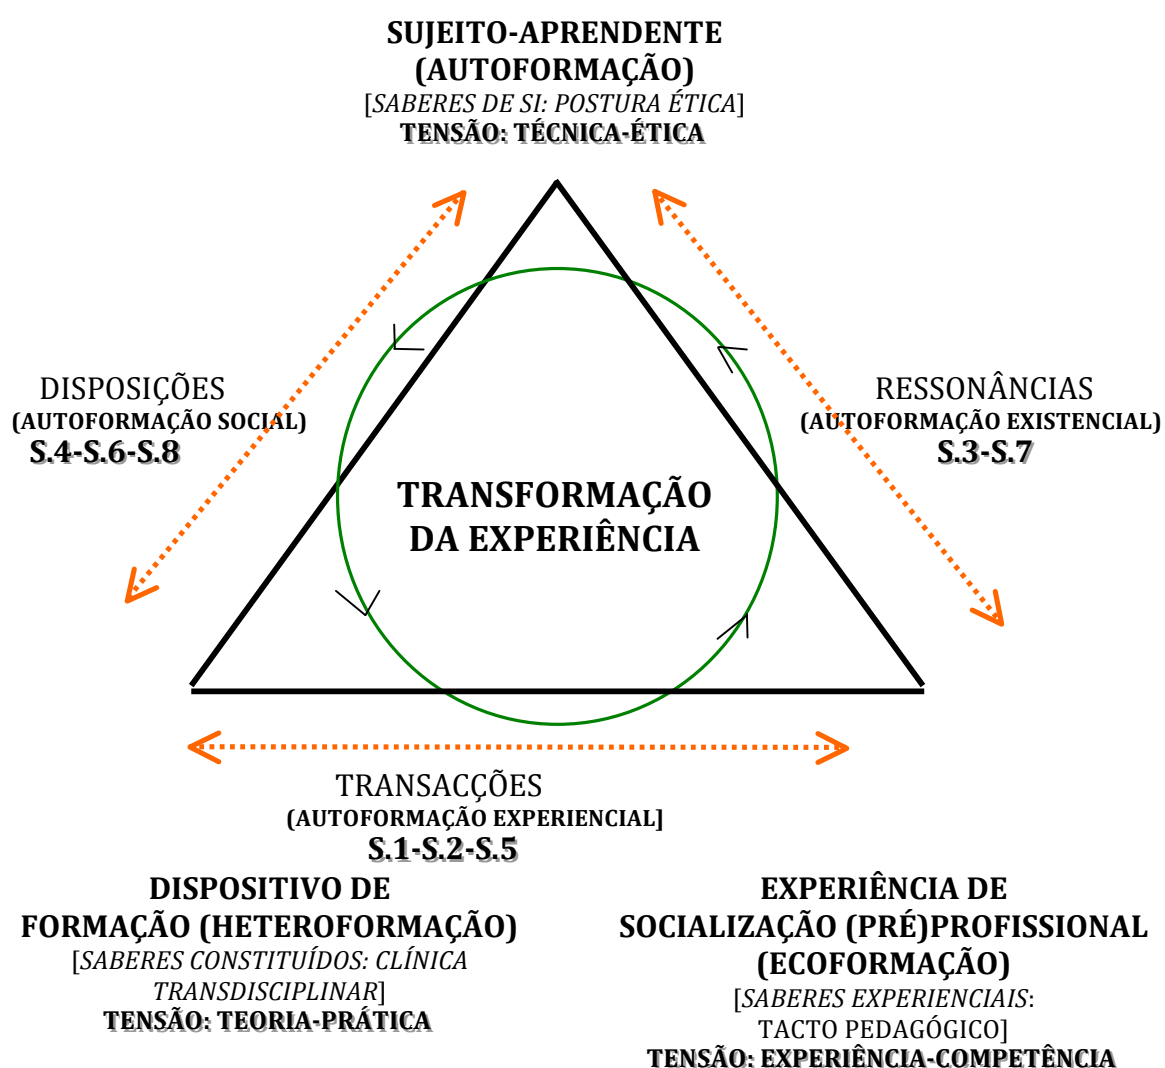 SUJEITO-APRENDENTE
(AUTOFORMAÇÃO)
[SABERES DE SI: POSTURA ÉTICA]
TENSÃO: TÉCNICA-ÉTICA
DISPOSIÇÕES
(AUTOFORMAÇÃO SOCIAL)
S.4-S.6-S.8
RESSONÂNCIAS
(AUTOFORMAÇÃO EXISTENCIAL)
S.3-S.7
TRANSFORMAÇÃO
DA EXPERIÊNCIA
TRANSACÇÕES
(AUTOFORMAÇÃO EXPERIENCIAL]
S.1-S.2-S.5
DISPOSITIVO DE
FORMAÇÃO (HETEROFORMAÇÃO)
[SABERES CONSTITUÍDOS: CLÍNICA
TRANSDISCIPLINAR]
TENSÃO: TEORIA-PRÁTICA
EXPERIÊNCIA DE
SOCIALIZAÇÃO (PRÉ)PROFISSIONAL
(ECOFORMAÇÃO)
[SABERES EXPERIENCIAIS:
TACTO PEDAGÓGICO]
TENSÃO: EXPERIÊNCIA-COMPETÊNCIA